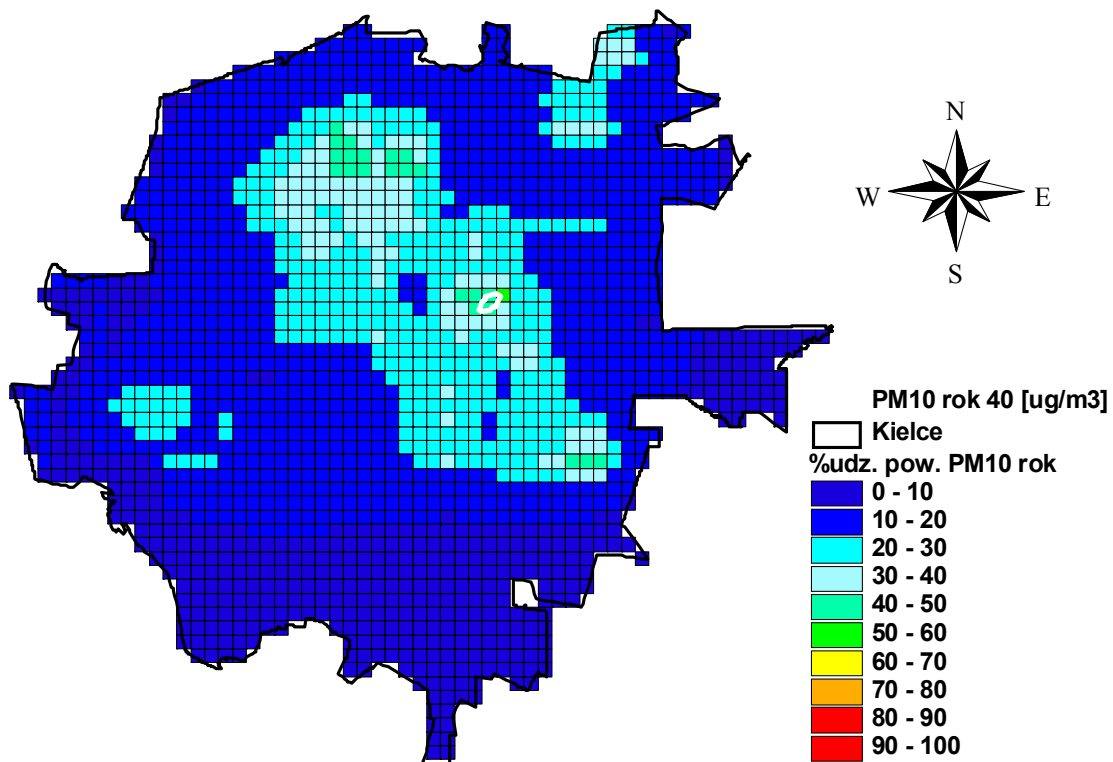 N
W E
S
PM10 rok 40 [ug/m3]
Kielce
%udz. pow. PM10 rok
0 - 10
10 - 20
20 - 30
30 - 40
40 - 50
50 - 60
60 - 70
70 - 80
80 - 90
90 - 100